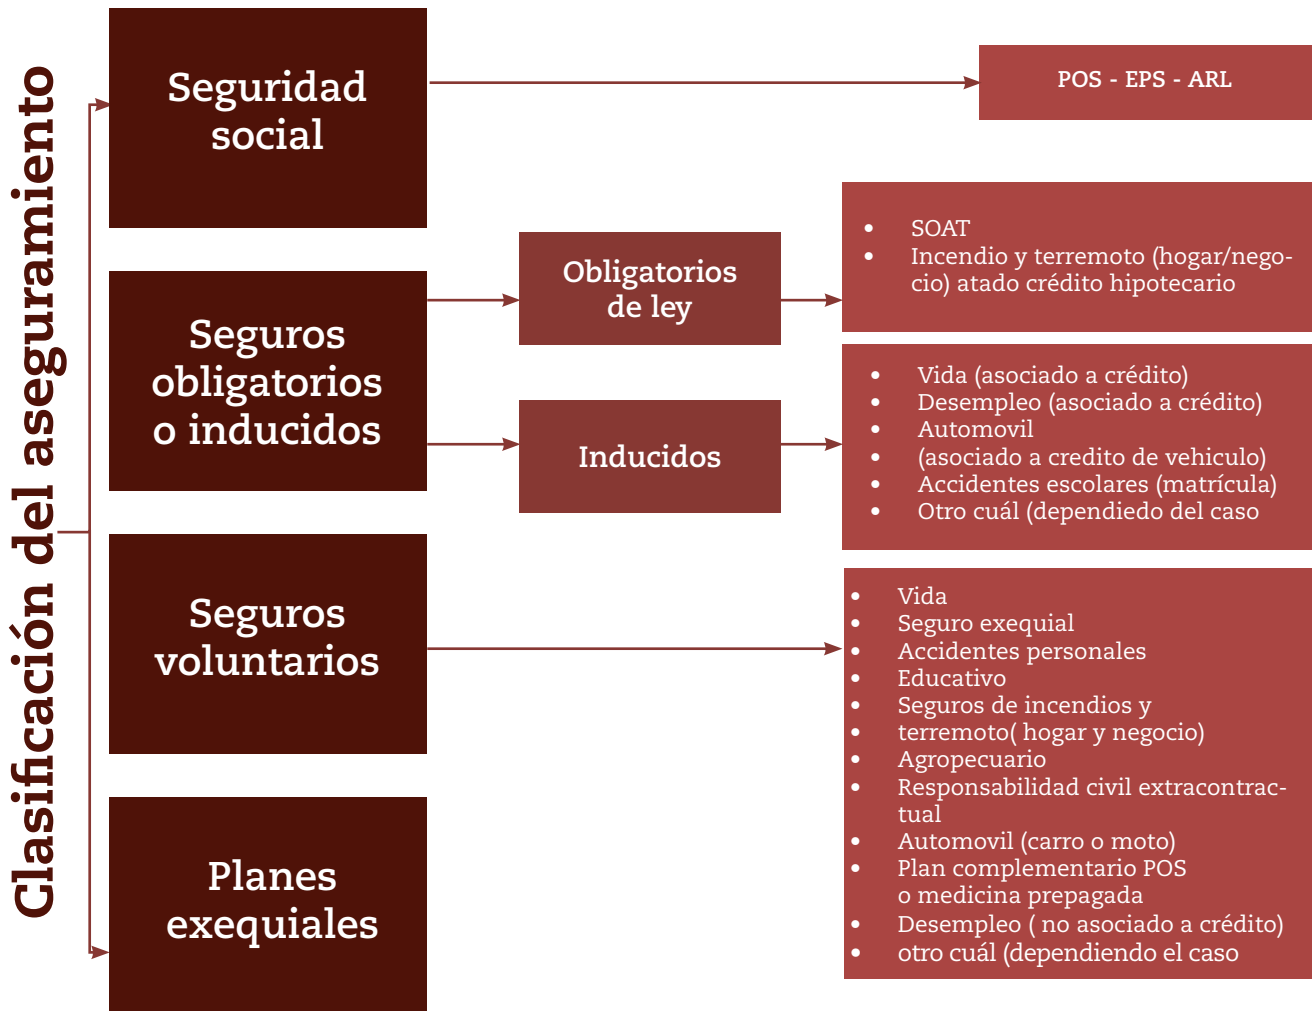 Clasificación del aseguramiento
Seguridad
social
POS - EPS - ARL
Seguros
obligatorios
o inducidos
Obligatorios
de ley
• SOAT
• Incendio y terremoto (hogar/nego-
cio) atado crédito hipotecario
Inducidos
• Vida (asociado a crédito)
• Desempleo (asociado a crédito)
• Automovil
• (asociado a credito de vehiculo)
• Accidentes escolares (matrícula)
• Otro cuál (dependiedo del caso
Seguros
voluntarios
• Vida
• Seguro exequial
• Accidentes personales
• Educativo
• Seguros de incendios y
• terremoto( hogar y negocio)
• Agropecuario
• Responsabilidad civil extracontrac-
tual
• Automovil (carro o moto)
• Plan complementario POS
o medicina prepagada
• Desempleo ( no asociado a crédito)
• otro cuál (dependiendo el caso
Planes
exequiales